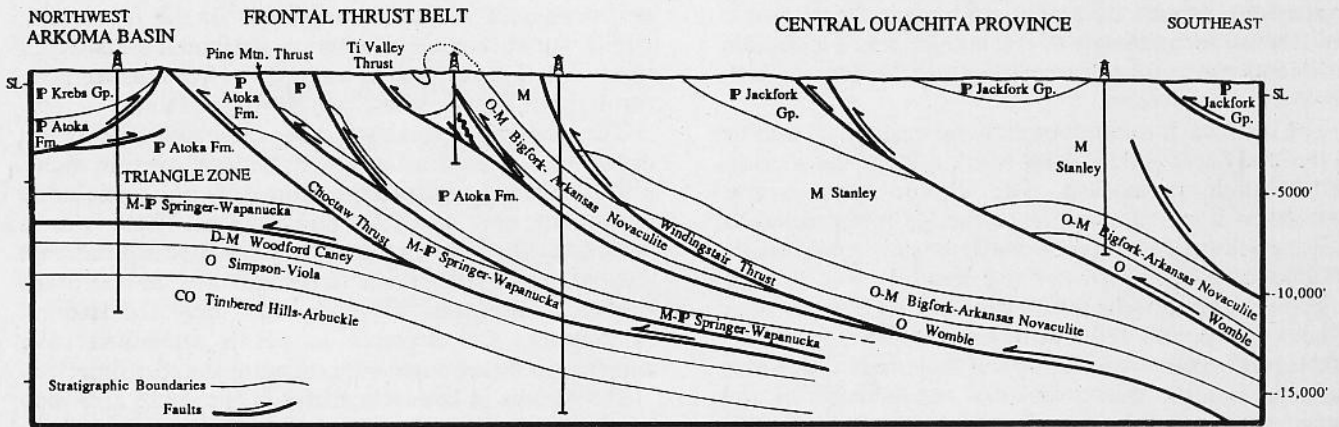 NORTHWEST
ARKOMA BASIN
FRONTAL THRUST BELT
CENTRAL OUACHITA PROVINCE
SOUTHEAST
Pine Mtn. Thrust
Ti Valley
Thrust
SL
SL
ⅠP Krebs Gp.
ⅠP Atoka
Fm.
ⅠP Atoka Fm.
ⅠP
Atoka
Fm.
ⅠP
M
ⅠP Jackfork
Gp.
ⅠP Jackfork Gp.
ⅠP
Jackfork
Gp.
TRIANGLE ZONE
M-ⅠP Springer-Wapanucka
D-M Woodford Caney
O Simpson-Viola
CO Timbered Hills-Arbuckle
Choctaw Thrust
M-ⅠP Springer-Wapanucka
ⅠP Atoka Fm.
O-M Bigfork-Arkansas Novaculite
Windingstair Thrust
M Stanley
M
Stanley
O-M Bigfork-Arkansas Novaculite
O-M Bigfork-Arkansas Novaculite
M-ⅠP Springer-Wapanucka
O Womble
O Womble
-5000'
-10,000'
-15,000'
Stratigraphic Boundaries
Faults